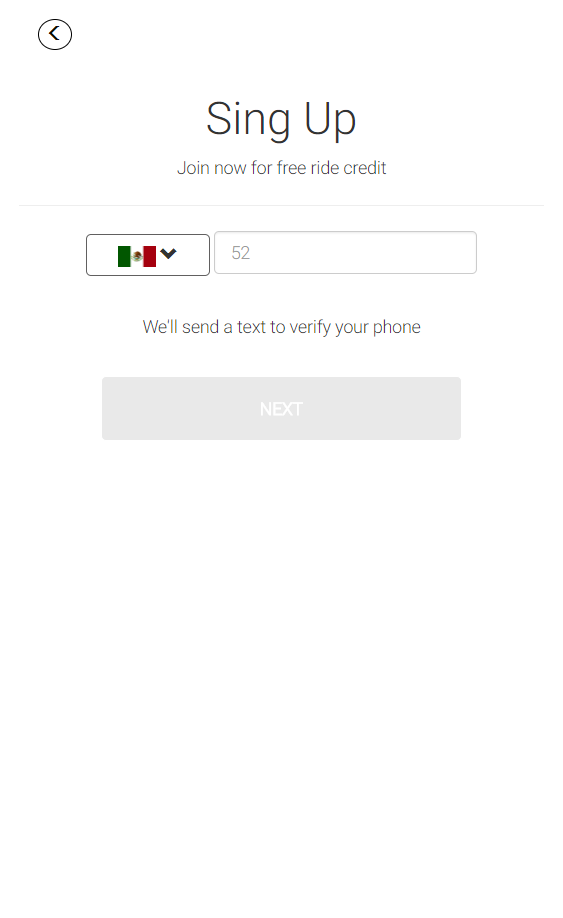 Sing Up
Join now for free ride credit
52
We'll send a text to verify your phone
NEXT